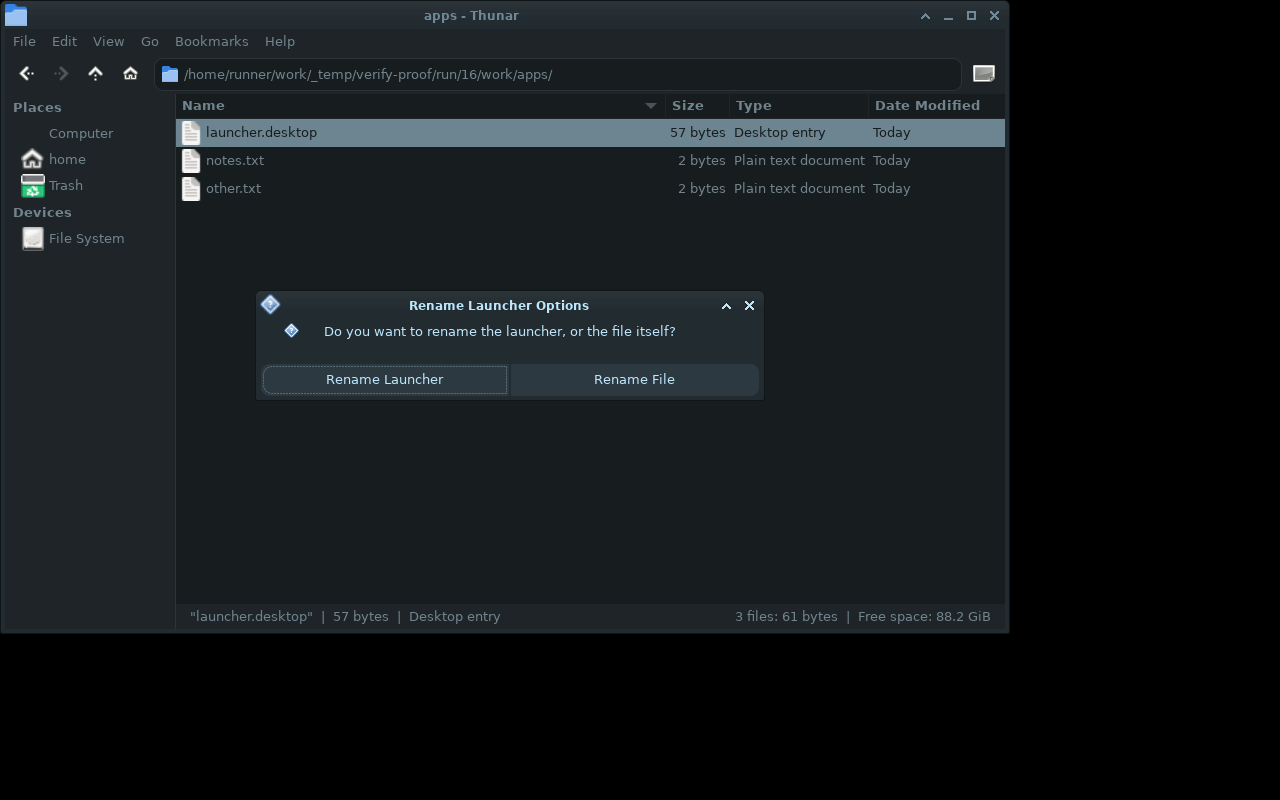 apps - Thunar
File Edit View Go Bookmarks Help
/home/runner/work/_temp/verify-proof/run/16/work/apps/
Places
Computer
home
Trash
Devices
File System
Name Size Type Date Modified
launcher.desktop 57 bytes Desktop entry Today
notes.txt 2 bytes Plain text document Today
other.txt 2 bytes Plain text document Today
Rename Launcher Options
Do you want to rename the launcher, or the file itself?
Rename Launcher Rename File
"launcher.desktop" | 57 bytes | Desktop entry 3 files: 61 bytes | Free space: 88.2 GiB